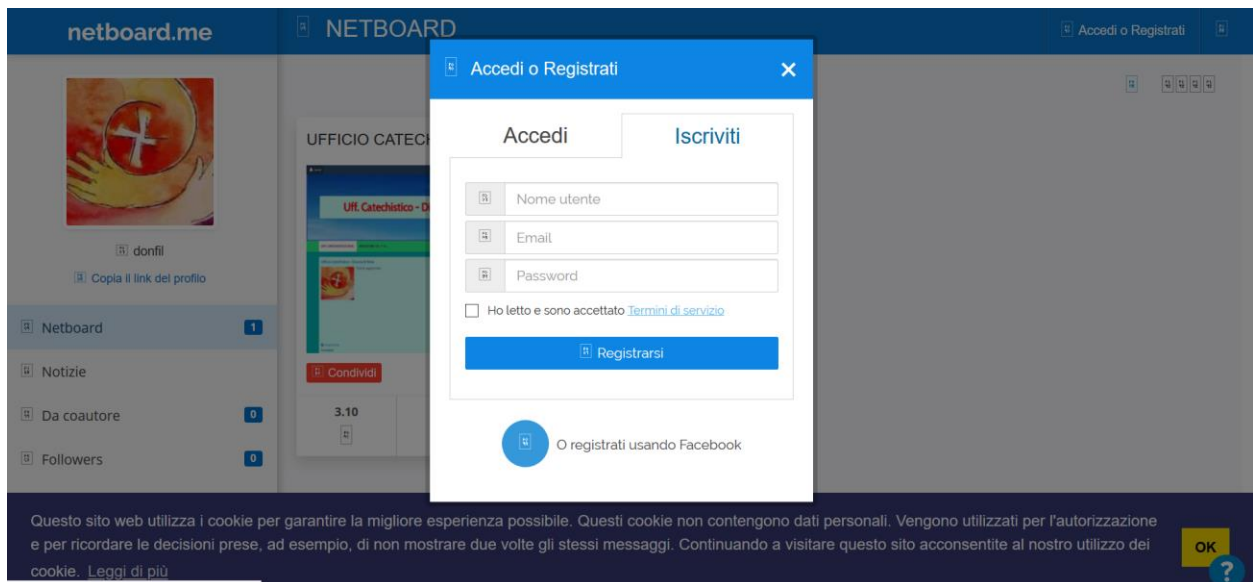 netboard.me
NETBOARD
Accedi o Registrati
donfil
Copia il link del profilo
Netboard 1
Notizie
Da coautore 0
Followers 0
UFFICIO CATECH
Uff. Catechistico - Di
Condividi
3.10
Accedi o Registrati ×
Accedi Iscriviti
Nome utente
Email
Password
Ho letto e sono accettato Termini di servizio
Registrarsi
O registrati usando Facebook
Questo sito web utilizza i cookie per garantire la migliore esperienza possibile. Questi cookie non contengono dati personali. Vengono utilizzati per l'autorizzazione
e per ricordare le decisioni prese, ad esempio, di non mostrare due volte gli stessi messaggi. Continuando a visitare questo sito acconsentite al nostro utilizzo dei
cookie. Leggi di più
OK
?